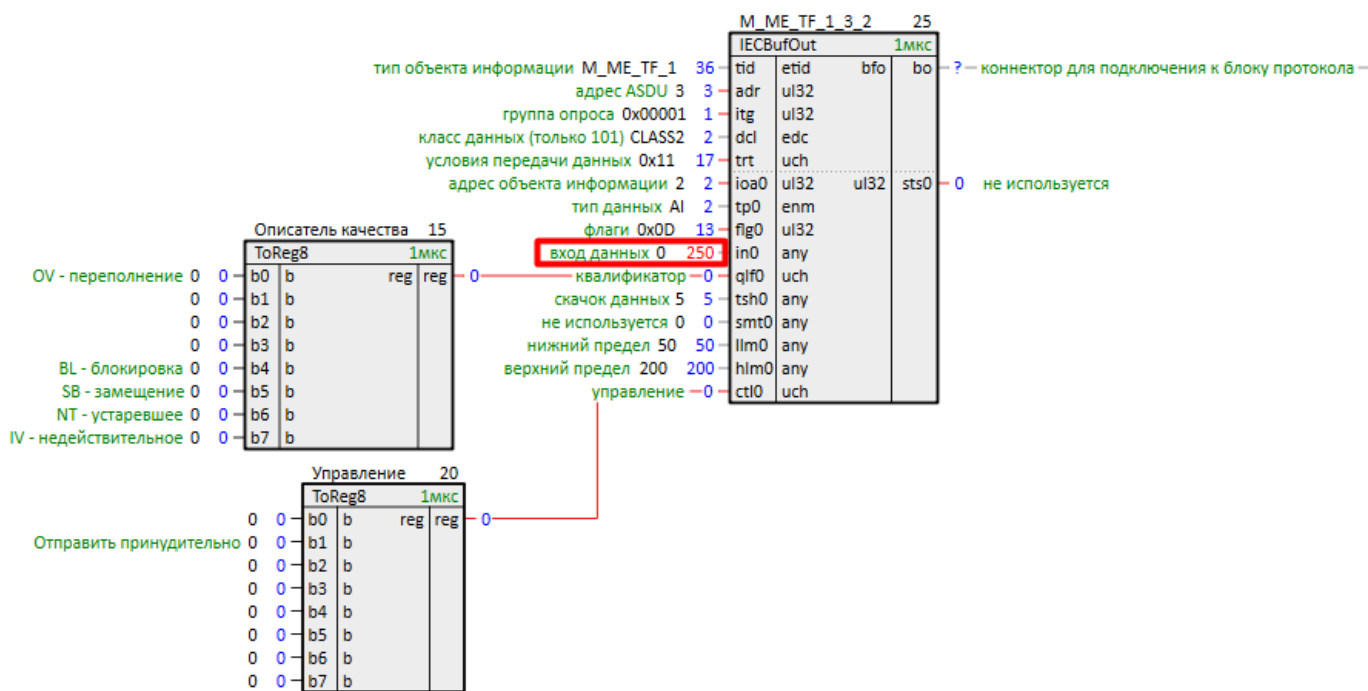 M_ME_TF_1_3_2 25
IECBufOut 1мкс
тип объекта информации M_ME_TF_1 36 tid etid bfo bo ? коннектор для подключения к блоку протокола
адрес ASDU 3 3 adr ul32
группа опроса 0x00001 1 itg ul32
класс данных (только 101) CLASS2 2 dcl edc
условия передачи данных 0x11 17 trt uch
адрес объекта информации 2 2 ioa0 ul32 ul32 sts0 0 не используется
тип данных AI 2 tp0 enm
флаги 0x0D 13 flg0 ul32
вход данных 0 250 in0 any
квалификатор 0 qlf0 uch
скачок данных 5 5 tsh0 any
не используется 0 0 smt0 any
нижний предел 50 50 llm0 any
верхний предел 200 200 hlm0 any
управление 0 ctl0 uch
Описатель качества 15
ToReg8 1мкс
OV - переполнение 0 0 b0 b reg reg 0
0 0 b1 b
0 0 b2 b
0 0 b3 b
BL - блокировка 0 0 b4 b
SB - замещение 0 0 b5 b
NT - устаревшее 0 0 b6 b
IV - недействительное 0 0 b7 b
Управление 20
ToReg8 1мкс
0 0 b0 b reg reg 0
Отправить принудительно 0 0 b1 b
0 0 b2 b
0 0 b3 b
0 0 b4 b
0 0 b5 b
0 0 b6 b
0 0 b7 b